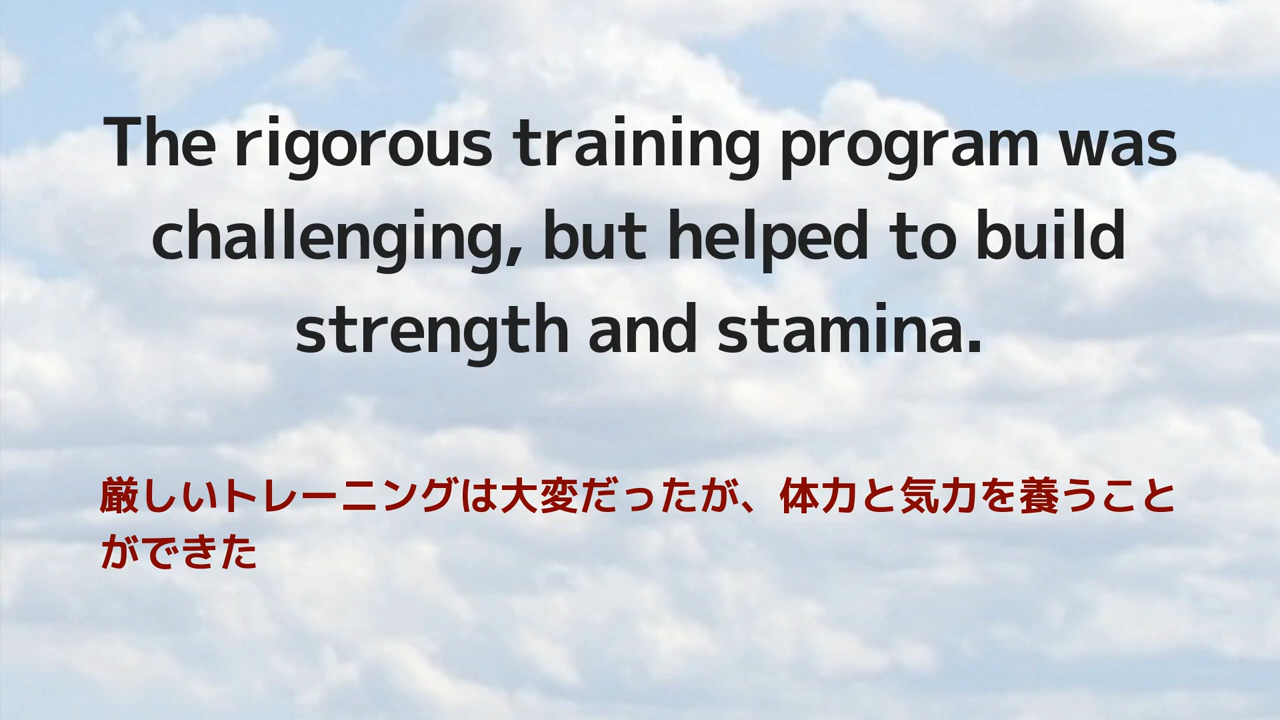 The rigorous training program was
challenging, but helped to build
strength and stamina.
厳しいトレーニングは大変だったが、体力と気力を養うこと
ができた